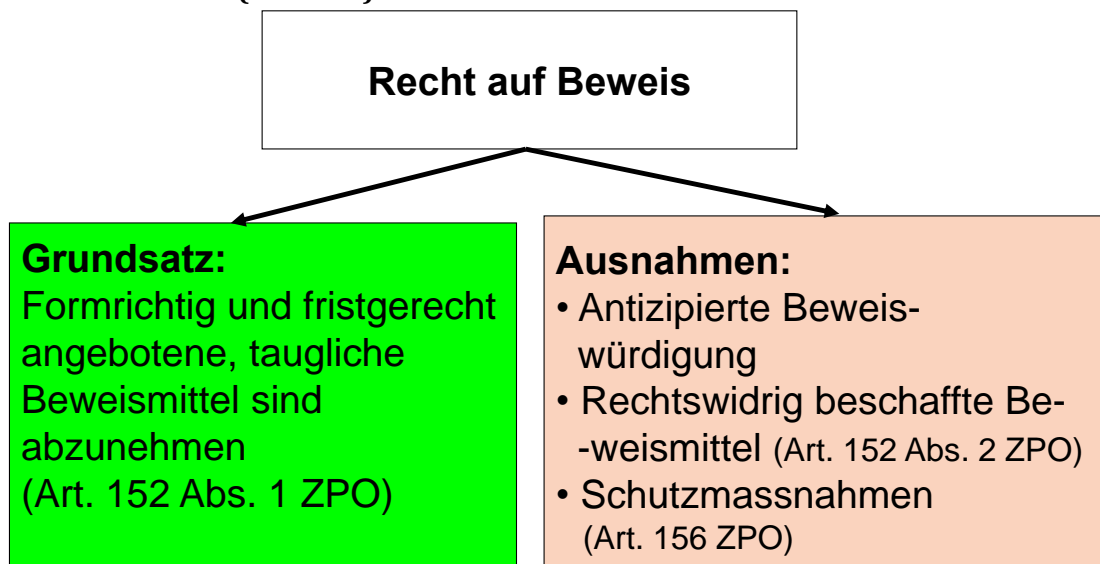 Recht auf Beweis
Grundsatz:
Formrichtig und fristgerecht
angebotene, taugliche
Beweismittel sind
abzunehmen
(Art. 152 Abs. 1 ZPO)
Ausnahmen:
• Antizipierte Beweis-
würdigung
• Rechtswidrig beschaffte Be-
-weismittel (Art. 152 Abs. 2 ZPO)
• Schutzmassnahmen
(Art. 156 ZPO)